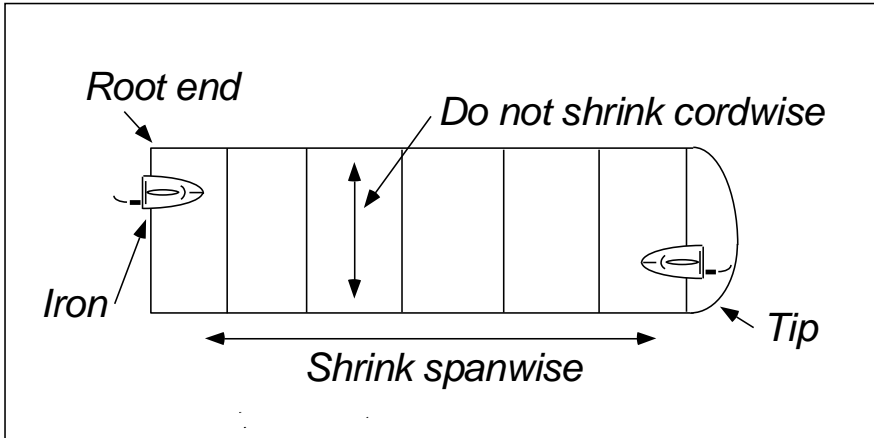 Root end
Do not shrink cordwise
Iron
Tip
Shrink spanwise